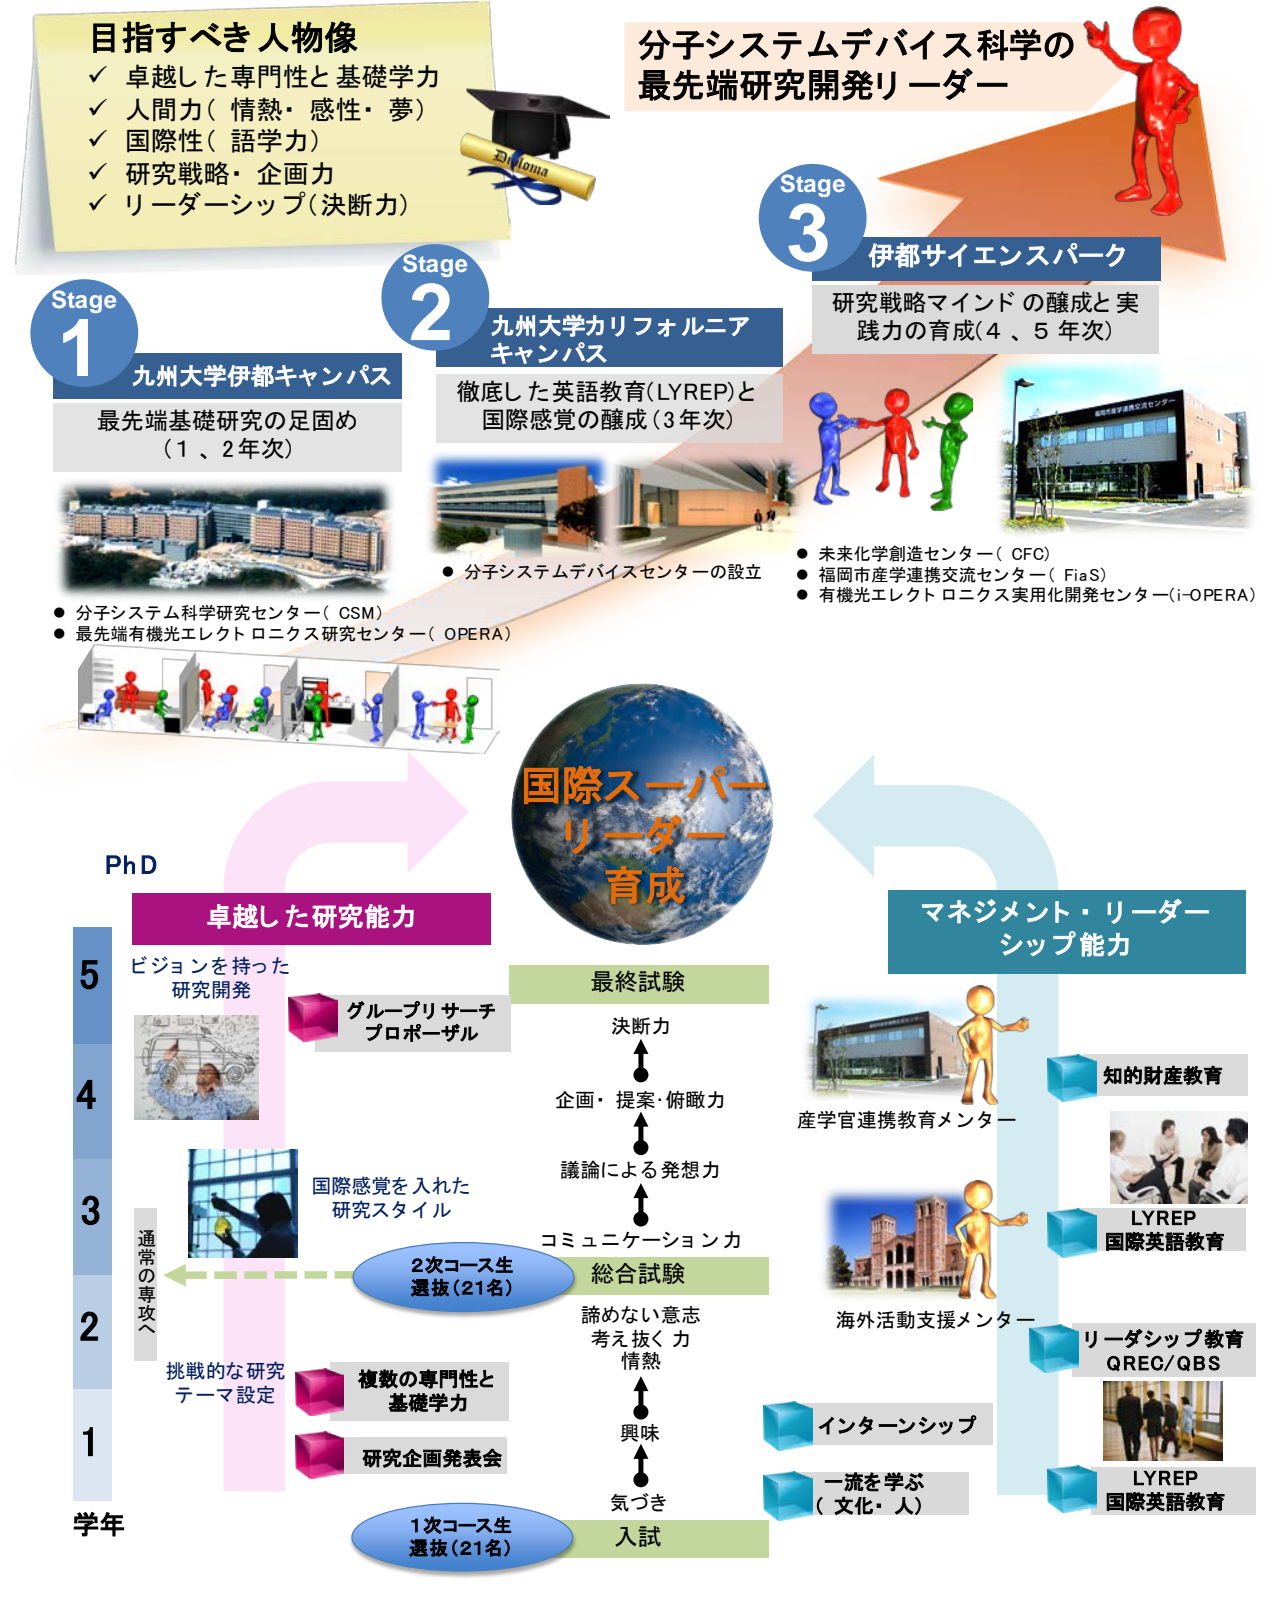 目指すべき人物像
✓ 卓越した専門性と基礎学力
✓ 人間力(情熱・感性・夢)
✓ 国際性(語学力)
✓ 研究戦略・企画力
✓ リーダーシップ(決断力)
Diploma
分子システムデバイス科学の
最先端研究開発リーダー
Stage
1
九州大学伊都キャンパス
最先端基礎研究の足固め
(1、2年次)
● 分子システム科学研究センター(CSM)
● 最先端有機光エレクトロニクス研究センター(OPERA)
Stage
2
九州大学カリフォルニア
キャンパス
徹底した英語教育(LYREP)と
国際感覚の醸成(3年次)
● 分子システムデバイスセンターの設立
Stage
3
伊都サイエンスパーク
研究戦略マインドの醸成と実
践力の育成(4、5年次)
福岡市産学連携交流センター
● 未来化学創造センター(CFC)
● 福岡市産学連携交流センター(FiaS)
● 有機光エレクトロニクス実用化開発センター(i-OPERA)
国際スーパー
リーダー
育成
PhD
5
4
3
2
1
学年
卓越した研究能力
ビジョンを持った
研究開発
グループリサーチ
プロポーザル
国際感覚を入れた
研究スタイル
通常の専攻へ
挑戦的な研究
テーマ設定
複数の専門性と
基礎学力
研究企画発表会
最終試験
決断力
企画・提案・俯瞰力
議論による発想力
コミュニケーション力
2次コース生
選抜(21名)
総合試験
諦めない意志
考え抜く力
情熱
興味
気づき
1次コース生
選抜(21名)
入試
マネジメント・リーダー
シップ能力
産学官連携教育メンター
知的財産教育
LYREP
国際英語教育
海外活動支援メンター
リーダシップ教育
QREC/QBS
インターンシップ
一流を学ぶ
(文化・人)
LYREP
国際英語教育